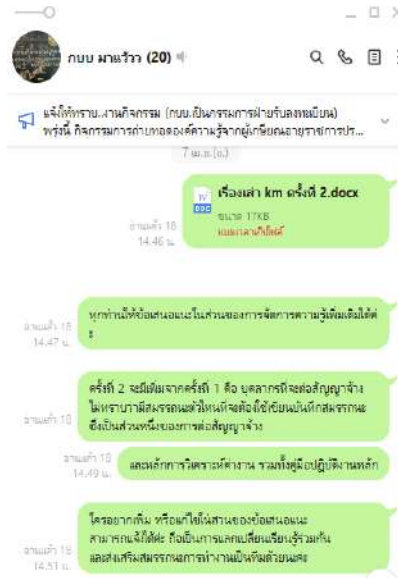 กบบ มาแว้วว (20)
แจ้งให้ทราบ..งานกิจกรรม (กบบ.เป็นกรรมการฝ่ายรับลงทะเบียน)
พรุ่งนี้ กิจกรรมการถ่ายทอดองค์ความรู้จากผู้เกษียณอายุราชการปร...
7 เม.ย.(อ.)
เรื่องเล่า km ครั้งที่ 2.docx
ขนาด 17KB
หมดเวลาเก็บไฟล์
อ่านแล้ว 18
14.46 น.
ทุกท่านให้ข้อเสนอแนะในส่วนของการจัดการความรู้เพิ่มเติมได้ค่
ะ
อ่านแล้ว 18
14.47 น.
ครั้งที่ 2 จะมีเพิ่มจากครั้งที่ 1 คือ บุคลากรที่จะต่อสัญญาจ้าง
ไม่ทราบว่ามีสมรรถนะตัวไหนที่จะต้องใช้เขียนบันทึกสมรรถนะ
ซึ่งเป็นส่วนหนึ่งของการต่อสัญญาจ้าง
อ่านแล้ว 18
และหลักการวิเคราะห์ค่างาน รวมทั้งคู่มือปฏิบัติงานหลัก
อ่านแล้ว 18
14.49 น.
ใครอยากเพิ่ม หรือแก้ไขในส่วนของข้อเสนอแนะ
สามารถแจ้งได้ค่ะ ถือเป็นการแลกเปลี่ยนเรียนรู้ร่วมกัน
และส่งเสริมสมรรถนะการทำงานเป็นทีมด้วยนะคะ
อ่านแล้ว 18
14.51 น.